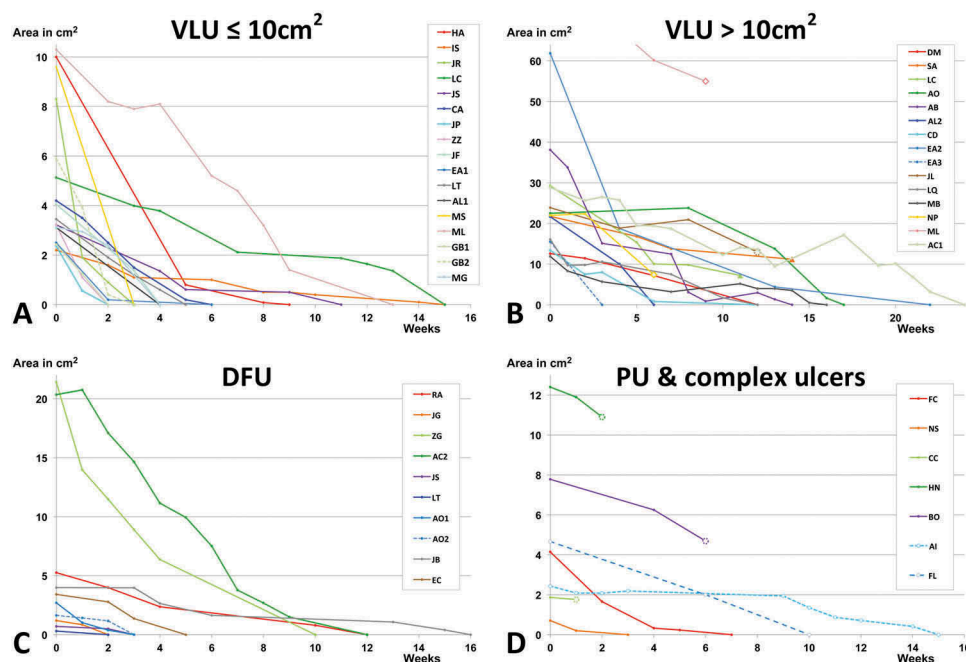 Area in cm²
VLU ≤ 10cm²
10
8
6
4
2
0
0
2
4
6
8
10
12
14
16
Weeks
A
HA
IS
JR
LC
JS
CA
JP
ZZ
JF
EA1
LT
AL1
MS
ML
GB1
GB2
MG
Area in cm²
VLU > 10cm²
60
50
40
30
20
10
0
0
5
10
15
20
Weeks
B
DM
SA
LC
AO
AB
AL2
CD
EA2
EA3
JL
LQ
MB
NP
ML
AC1
Area in cm²
DFU
20
15
10
5
0
0
2
4
6
8
10
12
14
16
Weeks
C
RA
JG
ZG
AC2
JS
LT
AO1
AO2
JB
EC
Area in cm²
PU & complex ulcers
12
10
8
6
4
2
0
0
2
4
6
8
10
12
14
16
Weeks
D
FC
NS
CC
HN
BO
AI
FL